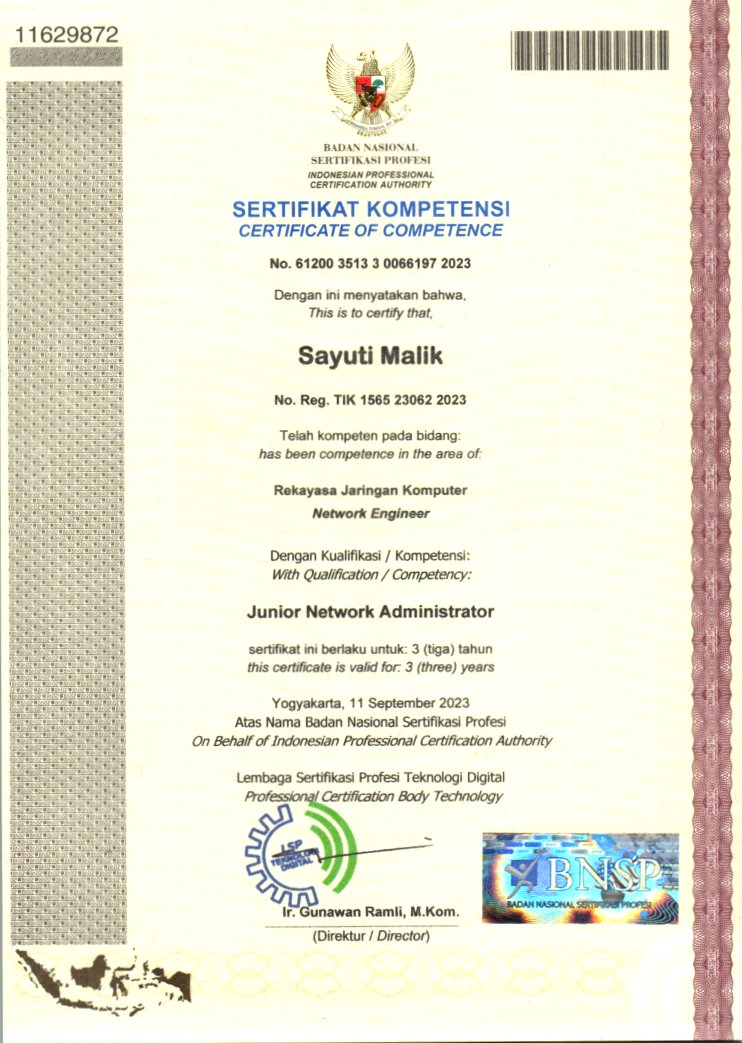 11629872
BADAN NASIONAL
SERTIFIKASI PROFESI
INDONESIAN PROFESSIONAL
CERTIFICATION AUTHORITY
SERTIFIKAT KOMPETENSI
CERTIFICATE OF COMPETENCE
No. 61200 3513 3 0066197 2023
Dengan ini menyatakan bahwa,
This is to certify that,
Sayuti Malik
No. Reg. TIK 1565 23062 2023
Telah kompeten pada bidang:
has been competence in the area of:
Rekayasa Jaringan Komputer
Network Engineer
Dengan Kualifikasi / Kompetensi:
With Qualification / Competency:
Junior Network Administrator
sertifikat ini berlaku untuk: 3 (tiga) tahun
this certificate is valid for: 3 (three) years
Yogyakarta, 11 September 2023
Atas Nama Badan Nasional Sertifikasi Profesi
On Behalf of Indonesian Professional Certification Authority
Lembaga Sertifikasi Profesi Teknologi Digital
Professional Certification Body Technology
LSP
TEKNOLOGI
DIGITAL
BNSP
BADAN NASIONAL SERTIFIKASI PROFESI
Ir. Gunawan Ramli, M.Kom.
(Direktur / Director)